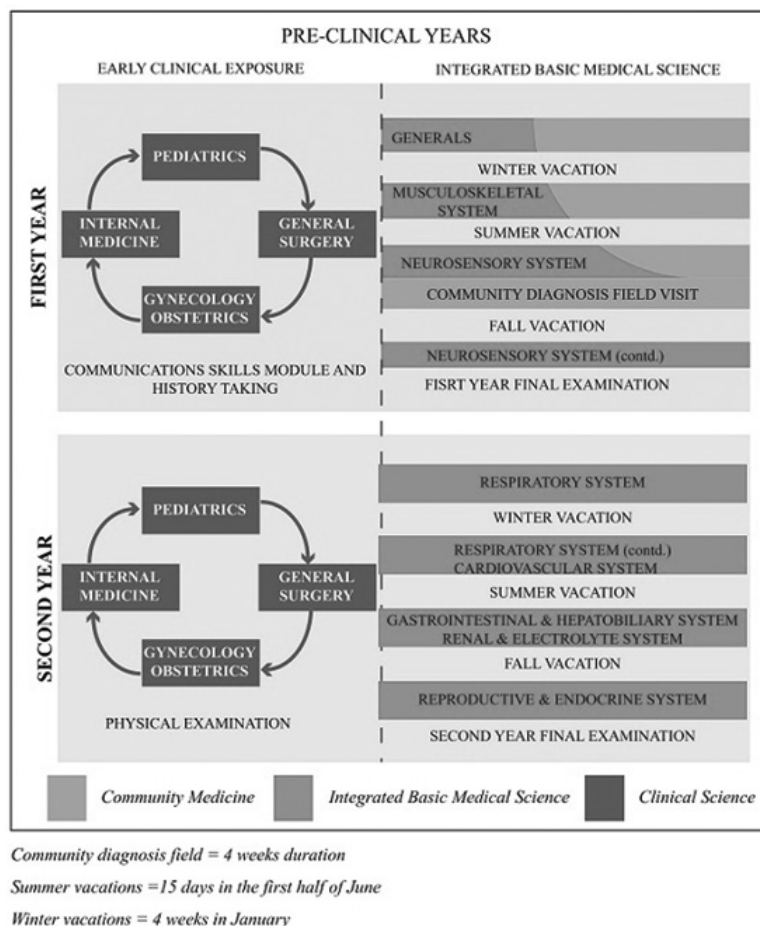 PRE-CLINICAL YEARS
EARLY CLINICAL EXPOSURE
INTEGRATED BASIC MEDICAL SCIENCE
FIRST YEAR
PEDIATRICS
INTERNAL
MEDICINE
GENERAL
SURGERY
GYNECOLOGY
OBSTETRICS
COMMUNICATIONS SKILLS MODULE AND
HISTORY TAKING
GENERALS
WINTER VACATION
MUSCULOSKELETAL
SYSTEM
SUMMER VACATION
NEUROSENSORY SYSTEM
COMMUNITY DIAGNOSIS FIELD VISIT
FALL VACATION
NEUROSENSORY SYSTEM (contd.)
FISRT YEAR FINAL EXAMINATION
SECOND YEAR
PEDIATRICS
INTERNAL
MEDICINE
GENERAL
SURGERY
GYNECOLOGY
OBSTETRICS
PHYSICAL EXAMINATION
RESPIRATORY SYSTEM
WINTER VACATION
RESPIRATORY SYSTEM (contd.)
CARDIOVASCULAR SYSTEM
SUMMER VACATION
GASTROINTESTINAL & HEPATOBILIARY SYSTEM
RENAL & ELECTROLYTE SYSTEM
FALL VACATION
REPRODUCTIVE & ENDOCRINE SYSTEM
SECOND YEAR FINAL EXAMINATION
Community Medicine
Integrated Basic Medical Science
Clinical Science
Community diagnosis field = 4 weeks duration
Summer vacations =15 days in the first half of June
Winter vacations = 4 weeks in January